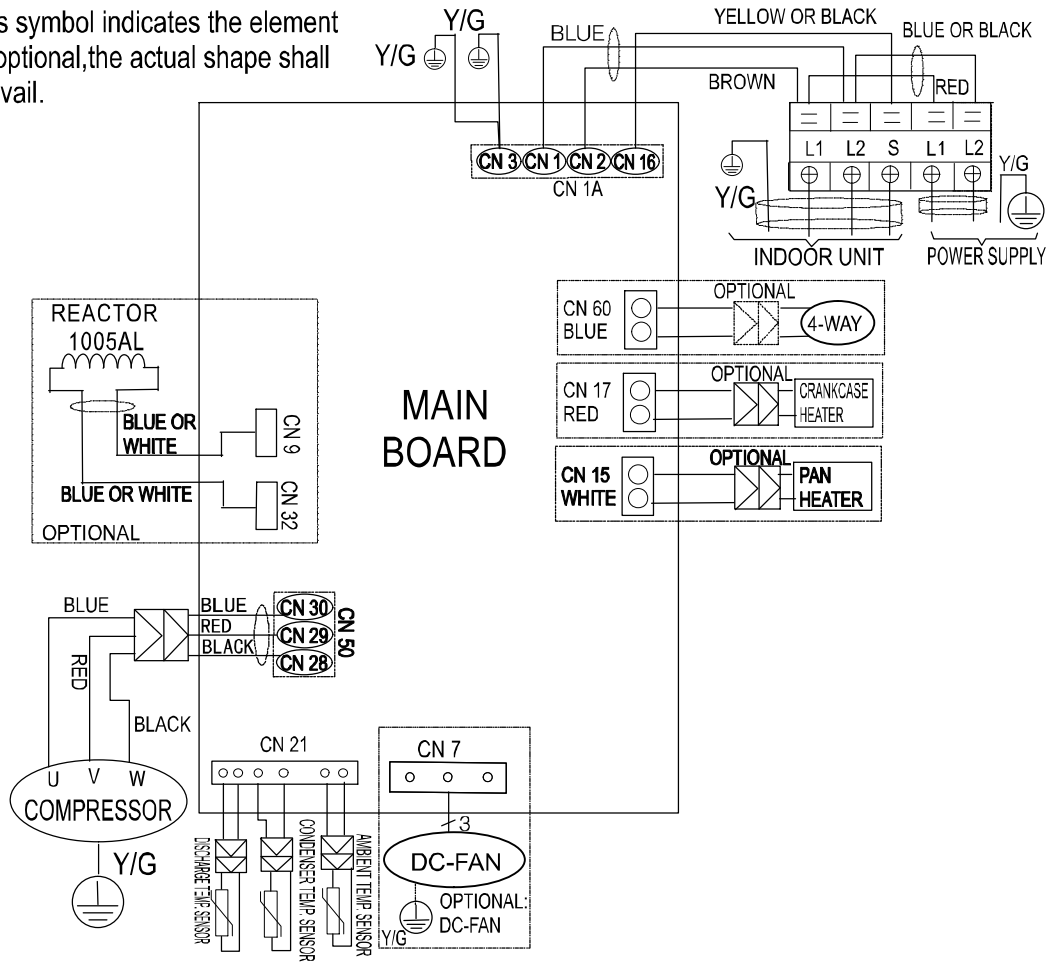 s symbol indicates the element
optional,the actual shape shall
vail.
Y/G
Y/G
BLUE
YELLOW OR BLACK
BLUE OR BLACK
BROWN
RED
CN 3 CN 1 CN 2 CN 16
CN 1A
L1 L2 S L1 L2
Y/G
Y/G
INDOOR UNIT
POWER SUPPLY
REACTOR
1005AL
BLUE OR
WHITE
CN 9
BLUE OR WHITE
CN 32
OPTIONAL
MAIN
BOARD
OPTIONAL
CN 60
BLUE
4-WAY
OPTIONAL
CN 17
RED
CRANKCASE
HEATER
OPTIONAL
CN 15
WHITE
PAN
HEATER
BLUE
RED
BLACK
BLUE
RED
BLACK
CN 30
CN 29
CN 28
CN 50
U V W
COMPRESSOR
Y/G
CN 21
DISCHARGE TEMP. SENSOR
CONDENSER TEMP. SENSOR
AMBIENT TEMP. SENSOR
CN 7
3
DC-FAN
OPTIONAL:
DC-FAN
Y/G